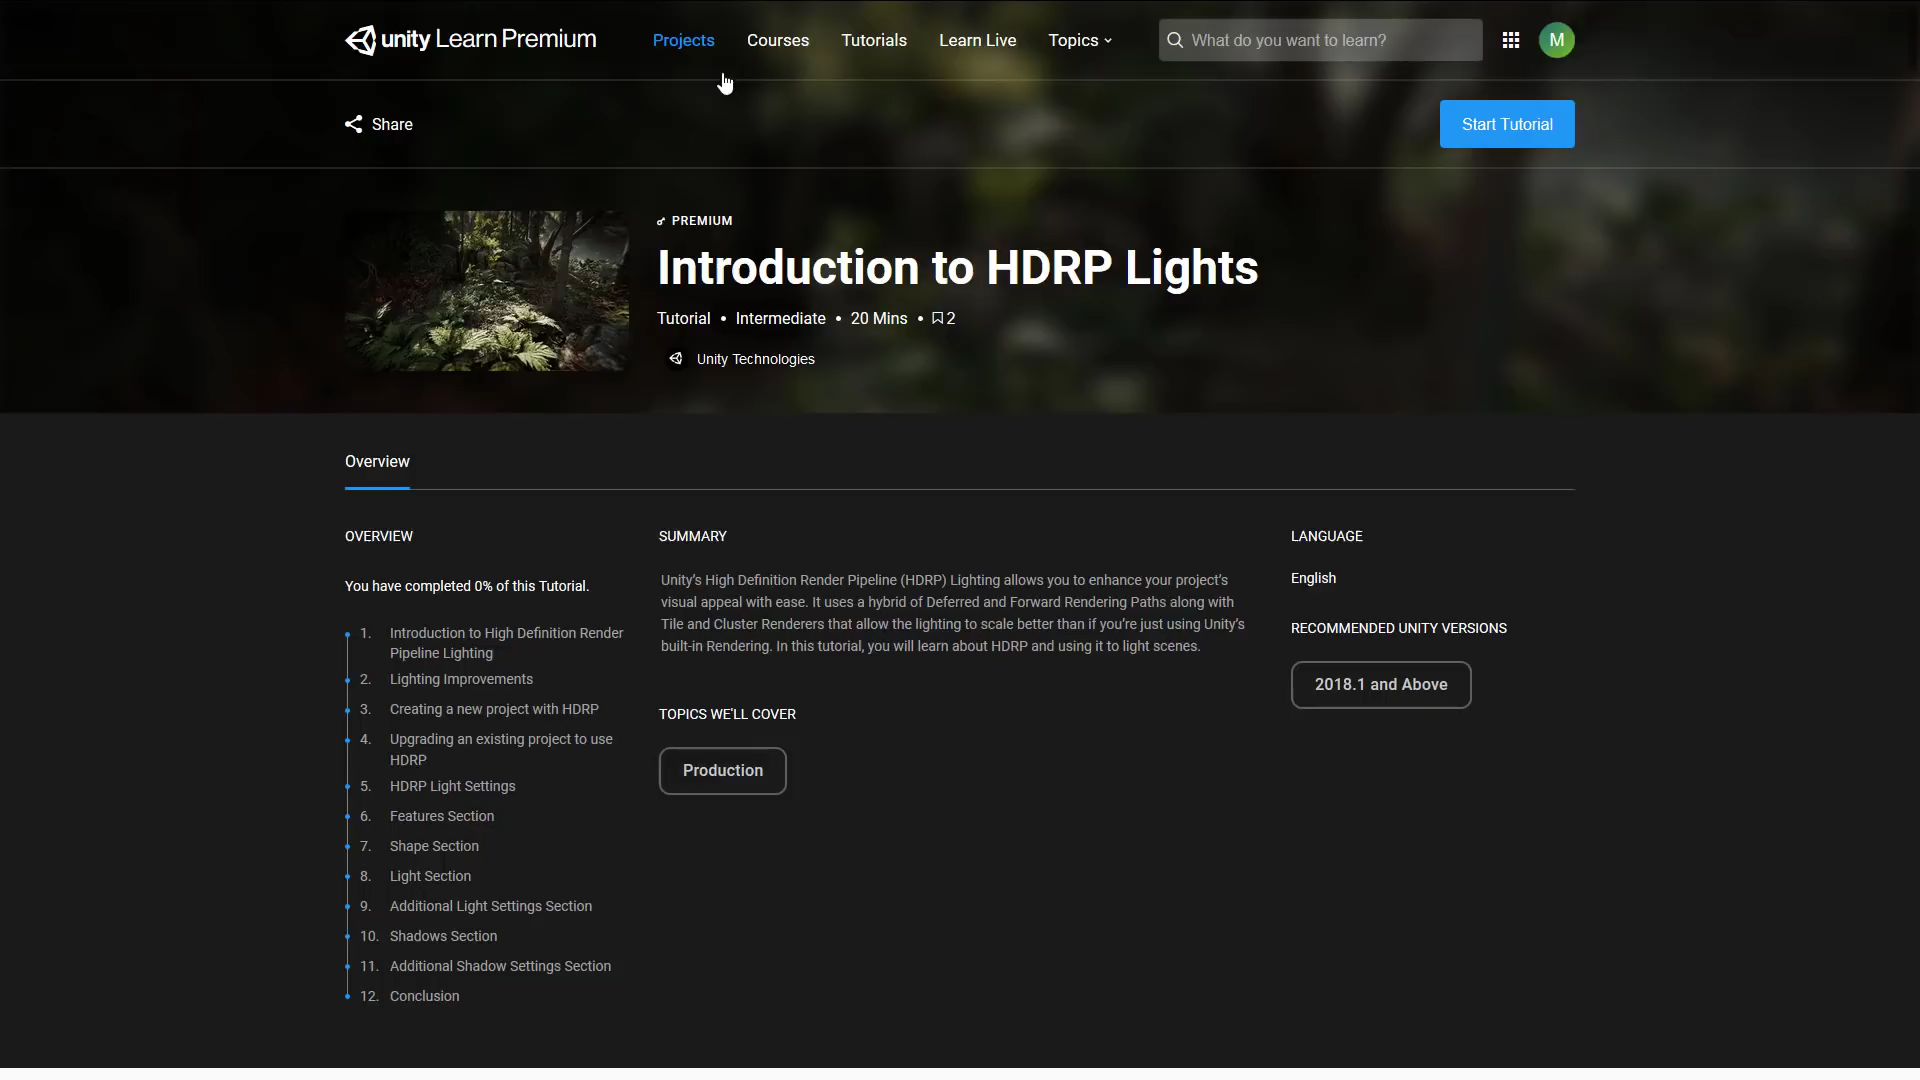 unity Learn Premium
Projects
Courses
Tutorials
Learn Live
Topics
What do you want to learn?
M
Share
Start Tutorial
PREMIUM
Introduction to HDRP Lights
Tutorial • Intermediate • 20 Mins • 2
Unity Technologies
Overview
OVERVIEW
You have completed 0% of this Tutorial.
1. Introduction to High Definition Render
Pipeline Lighting
2. Lighting Improvements
3. Creating a new project with HDRP
4. Upgrading an existing project to use
HDRP
5. HDRP Light Settings
6. Features Section
7. Shape Section
8. Light Section
9. Additional Light Settings Section
10. Shadows Section
11. Additional Shadow Settings Section
12. Conclusion
SUMMARY
Unity's High Definition Render Pipeline (HDRP) Lighting allows you to enhance your project's
visual appeal with ease. It uses a hybrid of Deferred and Forward Rendering Paths along with
Tile and Cluster Renderers that allow the lighting to scale better than if you're just using Unity's
built-in Rendering. In this tutorial, you will learn about HDRP and using it to light scenes.
TOPICS WE'LL COVER
Production
LANGUAGE
English
RECOMMENDED UNITY VERSIONS
2018.1 and Above